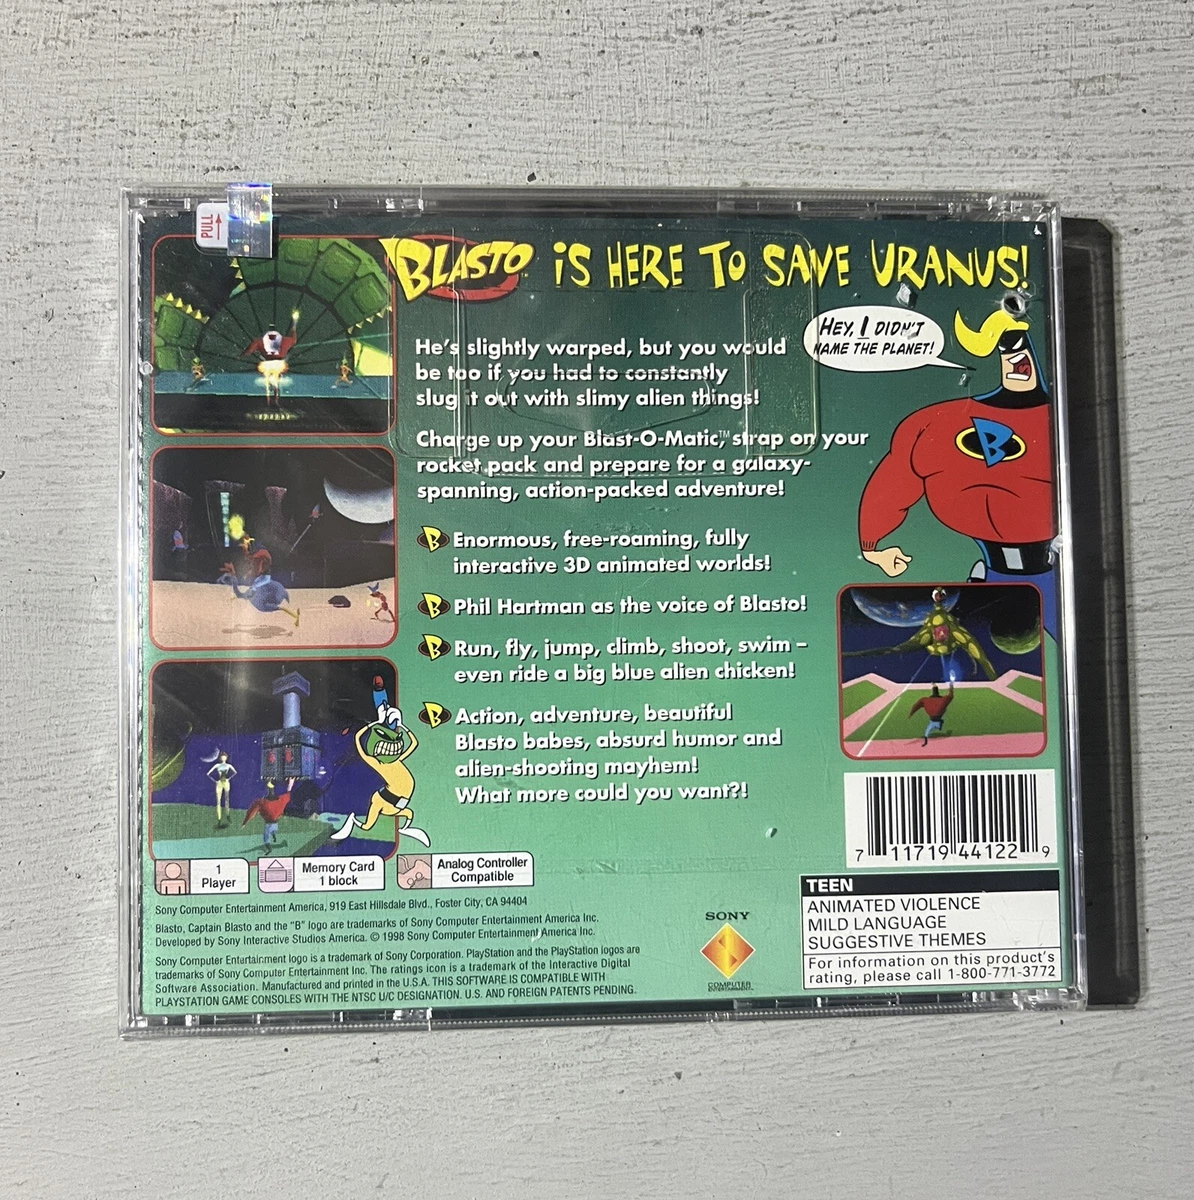 PULL
BLASTO IS HERE TO SAVE URANUS!
HEY, I DIDN'T
NAME THE PLANET!
He's slightly warped, but you would
be too if you had to constantly
slug it out with slimy alien things!
Charge up your Blast-O-Matic,™ strap on your
rocket pack and prepare for a galaxy-
spanning, action-packed adventure!
B Enormous, free-roaming, fully
interactive 3D animated worlds!
B Phil Hartman as the voice of Blasto!
B Run, fly, jump, climb, shoot, swim –
even ride a big blue alien chicken!
B Action, adventure, beautiful
Blasto babes, absurd humor and
alien-shooting mayhem!
What more could you want?!
B
1
Player
Memory Card
1 block
Analog Controller
Compatible
Sony Computer Entertainment America, 919 East Hillsdale Blvd., Foster City, CA 94404
Blasto, Captain Blasto and the "B" logo are trademarks of Sony Computer Entertainment America Inc.
Developed by Sony Interactive Studios America. © 1998 Sony Computer Entertainment America Inc.
Sony Computer Entertainment logo is a trademark of Sony Corporation. PlayStation and the PlayStation logos are
trademarks of Sony Computer Entertainment Inc. The ratings icon is a trademark of the Interactive Digital
Software Association. Manufactured and printed in the U.S.A. THIS SOFTWARE IS COMPATIBLE WITH
PLAYSTATION GAME CONSOLES WITH THE NTSC U/C DESIGNATION. U.S. AND FOREIGN PATENTS PENDING.
SONY
COMPUTER
ENTERTAINMENT
7 11719 44122 9
TEEN
ANIMATED VIOLENCE
MILD LANGUAGE
SUGGESTIVE THEMES
For information on this product's
rating, please call 1-800-771-3772